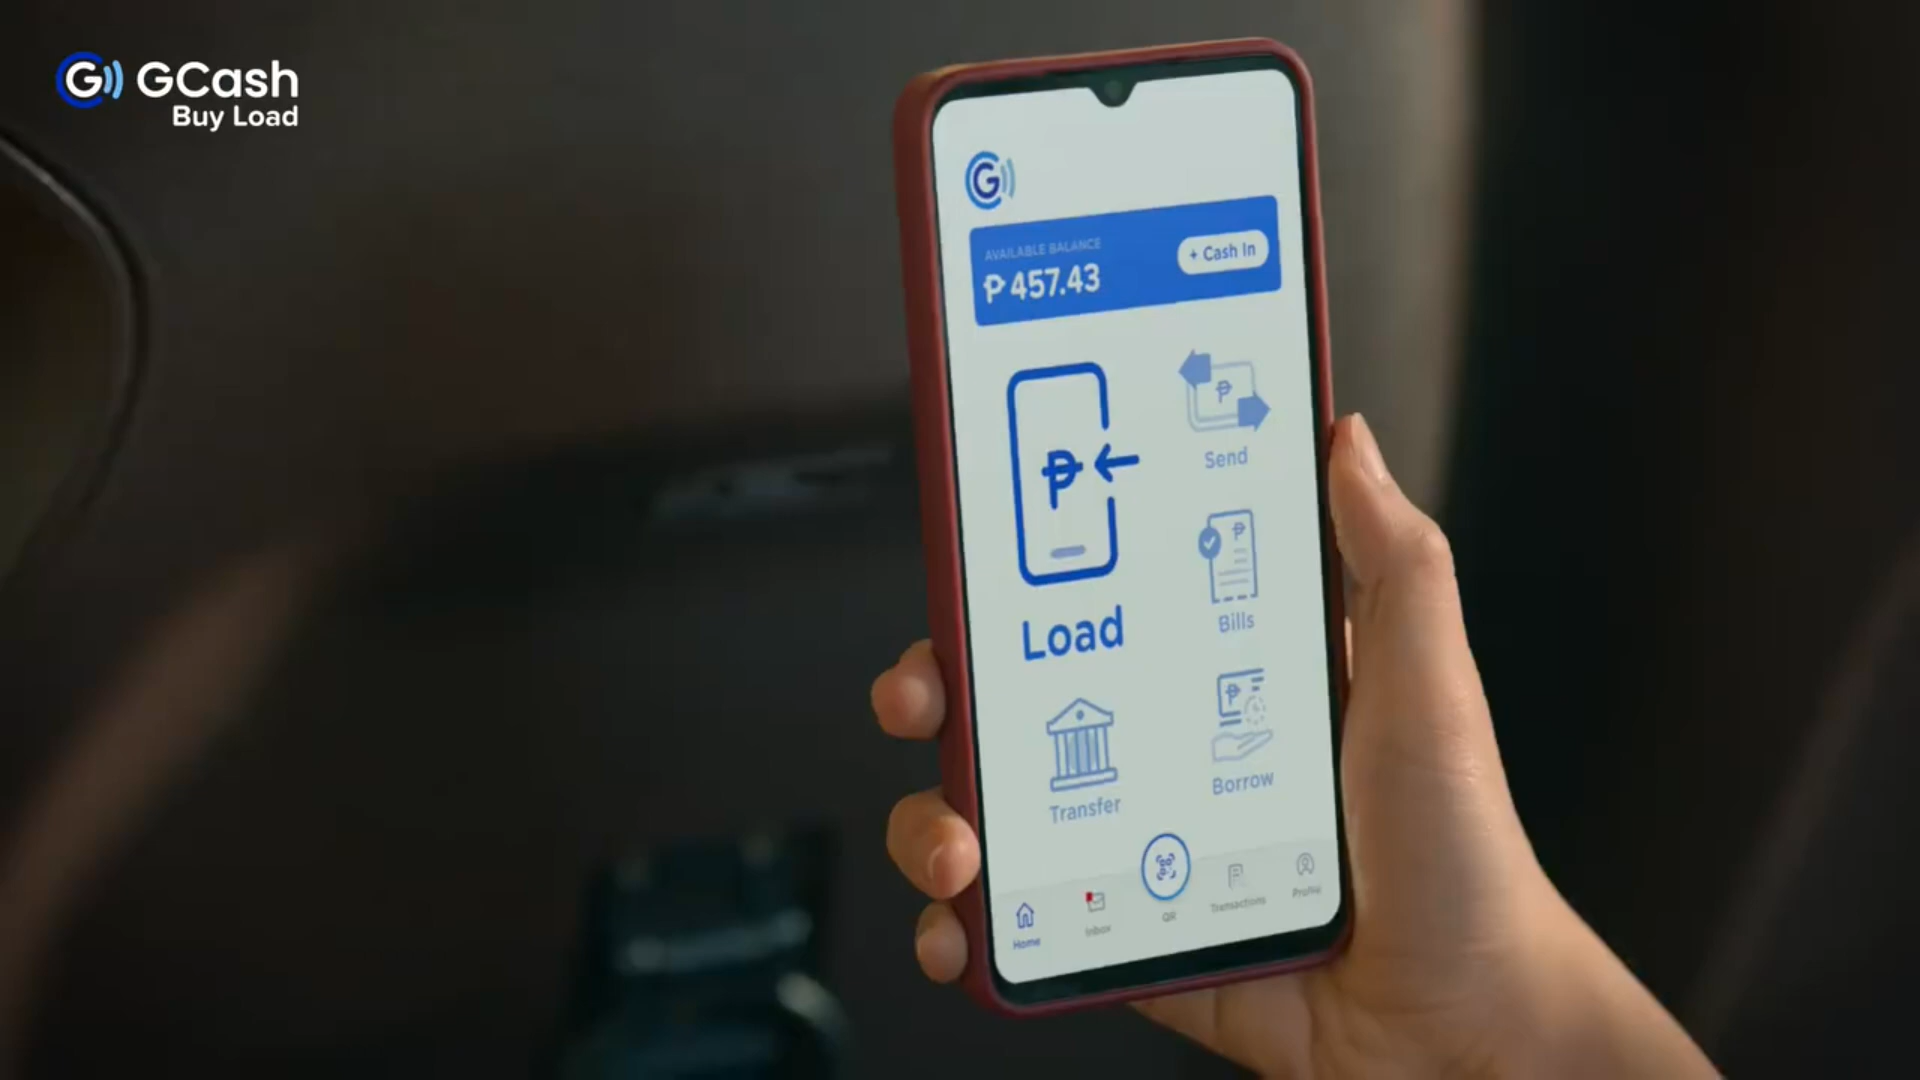 GCash
Buy Load
AVAILABLE BALANCE
₱457.43
+ Cash In
Send
Load
Bills
Transfer
Borrow
Home
Inbox
QR
Transactions
Profile